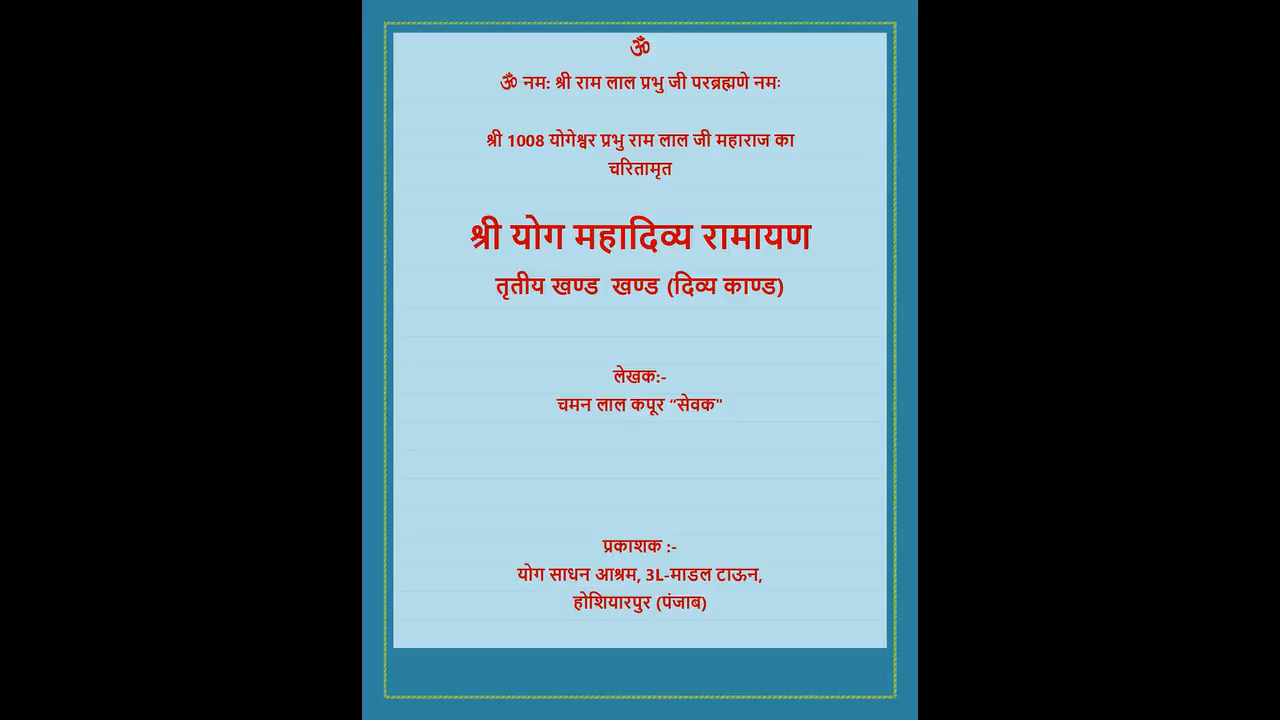 ॐ
ॐ नम: श्री राम लाल प्रभु जी परब्रह्मणे नमः
श्री 1008 योगेश्वर प्रभु राम लाल जी महाराज का
चरितामृत
श्री योग महादिव्य रामायण
तृतीय खण्ड खण्ड (दिव्य काण्ड)
लेखक:-
चमन लाल कपूर “सेवक"
प्रकाशक :-
योग साधन आश्रम, 3L-माडल टाऊन,
होशियारपुर (पंजाब)